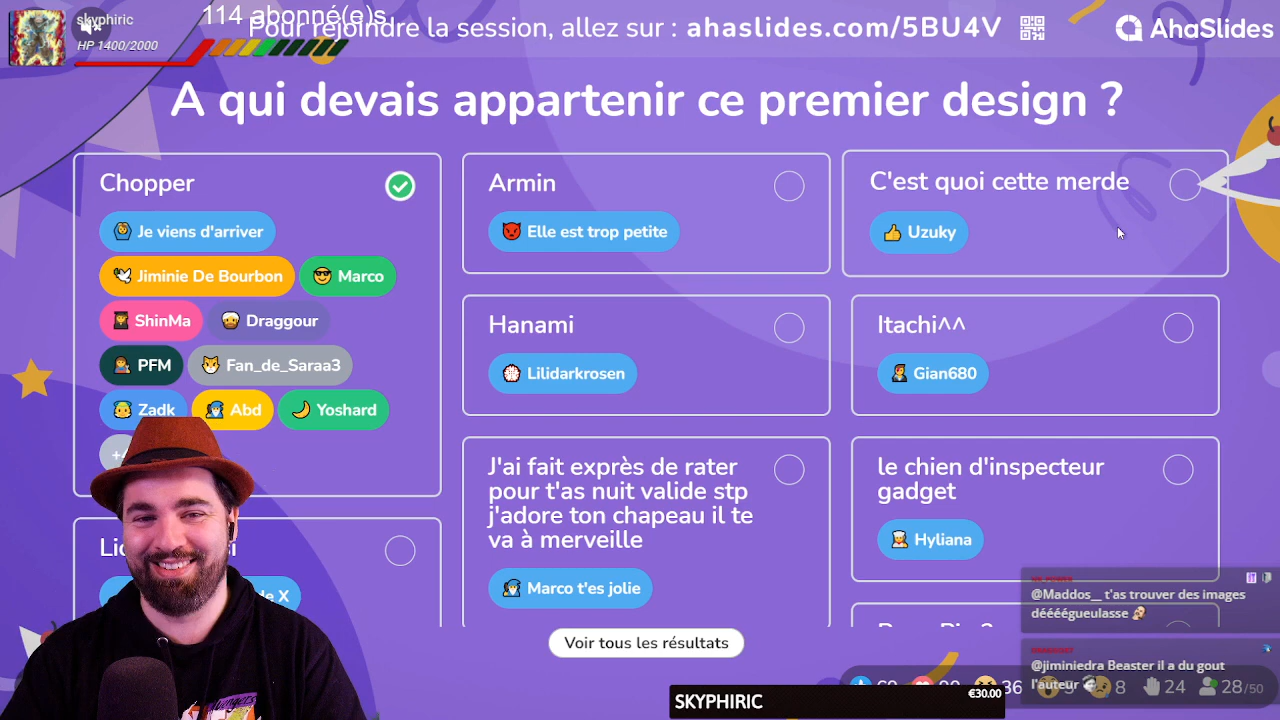 skyphiric
HP 1400/2000
114 abonné(e)s
Pour rejoindre la session, allez sur : ahaslides.com/5BU4V
AhaSlides
A qui devais appartenir ce premier design ?
Chopper
Je viens d'arriver
Jiminie De Bourbon
Marco
ShinMa
Draggour
PFM
Fan_de_Saraa3
Zadk
Abd
Yoshard
Armin
Elle est trop petite
C'est quoi cette merde
Uzuky
Hanami
Lilidarkrosen
Itachi^^
Gian680
J'ai fait exprès de rater
pour t'as nuit valide stp
j'adore ton chapeau il te
va à merveille
Marco t'es jolie
le chien d'inspecteur
gadget
Hyliana
de X
Voir tous les résultats
@Maddos__ t'as trouver des images
déééégueulasse
@jiminiedra Beaster il a du gout
l'auteur
36
8
24
28/50
SKYPHIRIC
€30.00